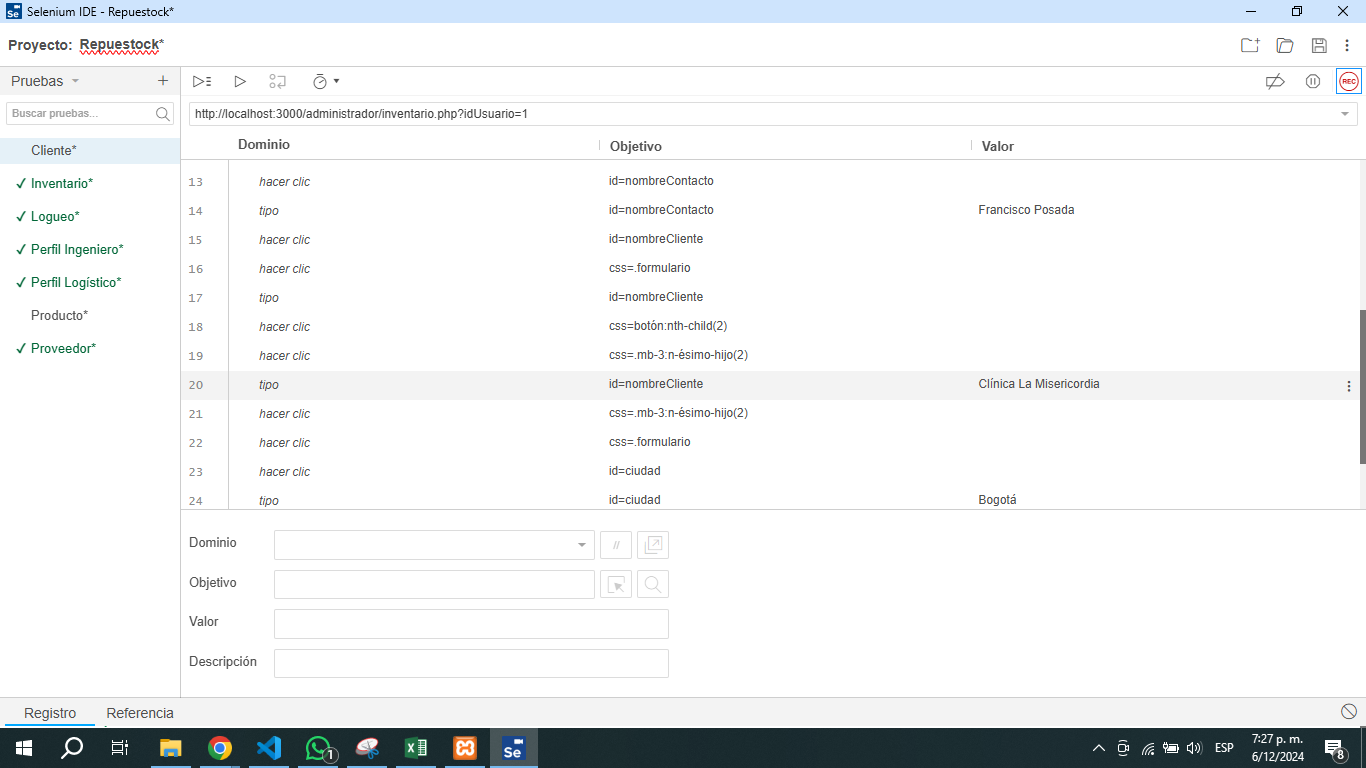 Selenium IDE - Repuestock*
Proyecto: Repuestock*
Pruebas
Buscar pruebas...
Cliente*
Inventario*
Logueo*
Perfil Ingeniero*
Perfil Logístico*
Producto*
Proveedor*
REC
http://localhost:3000/administrador/inventario.php?idUsuario=1
Dominio Objetivo Valor
13 hacer clic id=nombreContacto
14 tipo id=nombreContacto Francisco Posada
15 hacer clic id=nombreCliente
16 hacer clic css=.formulario
17 tipo id=nombreCliente
18 hacer clic css=botón:nth-child(2)
19 hacer clic css=.mb-3:n-ésimo-hijo(2)
20 tipo id=nombreCliente Clínica La Misericordia
21 hacer clic css=.mb-3:n-ésimo-hijo(2)
22 hacer clic css=.formulario
23 hacer clic id=ciudad
24 tipo id=ciudad Bogotá
Dominio //
Objetivo
Valor
Descripción
Registro Referencia
1 Se ESP 7:27 p. m.
6/12/2024 8